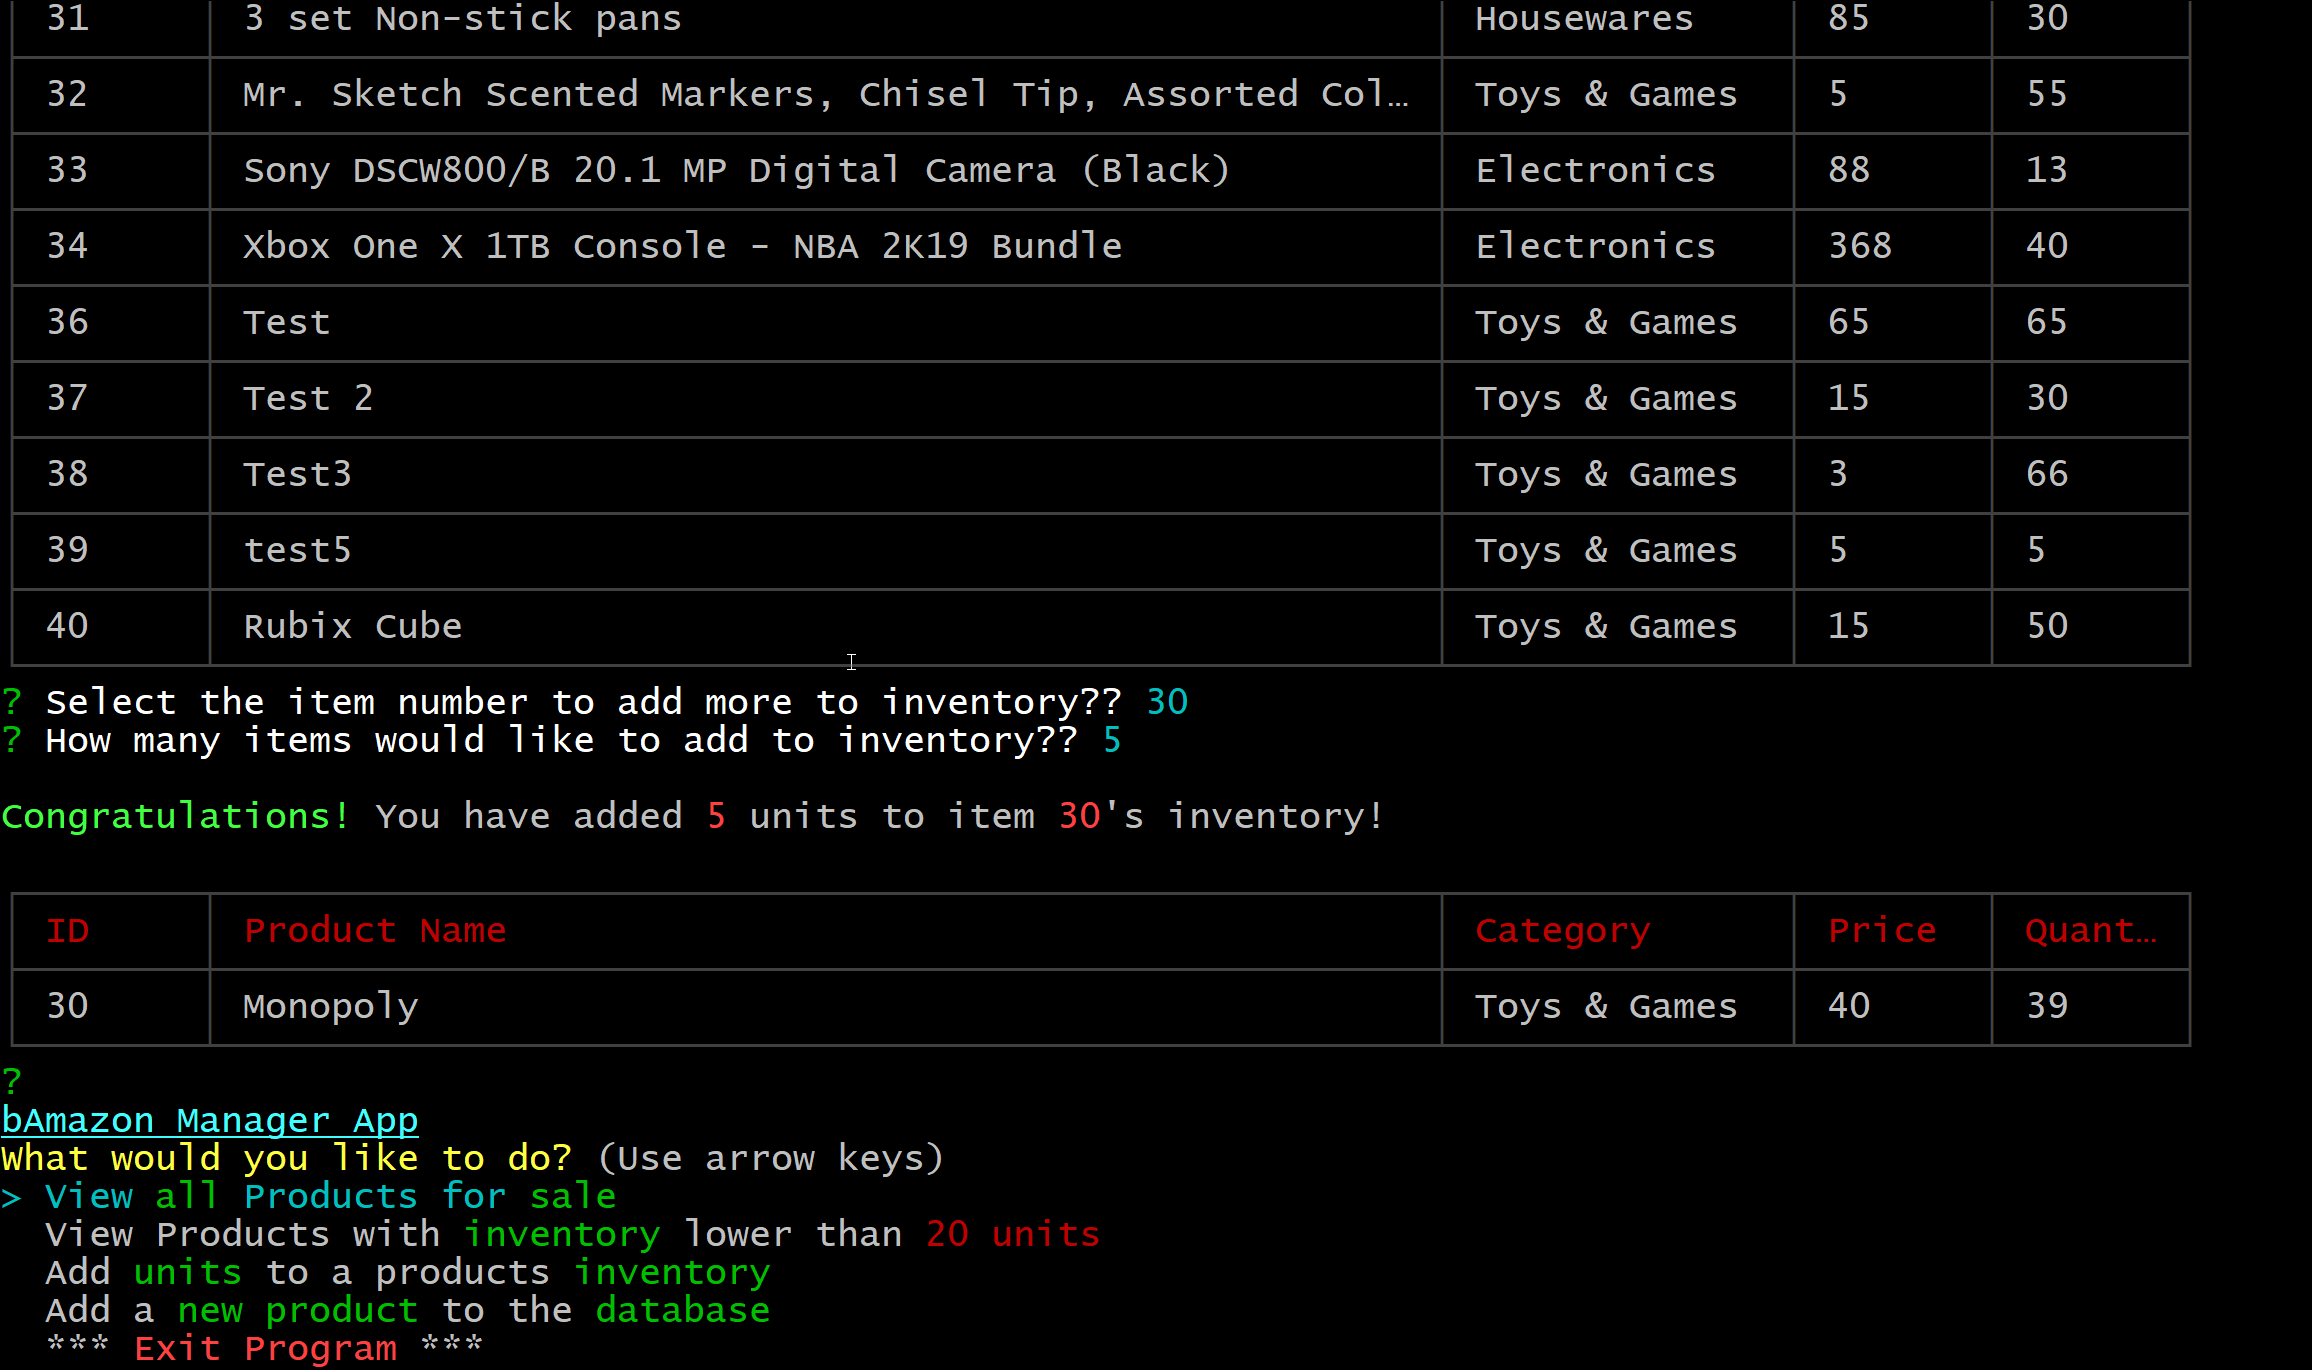 31 3 set Non-stick pans Housewares 85 30
32 Mr. Sketch Scented Markers, Chisel Tip, Assorted Col… Toys & Games 5 55
33 Sony DSCW800/B 20.1 MP Digital Camera (Black) Electronics 88 13
34 Xbox One X 1TB Console - NBA 2K19 Bundle Electronics 368 40
36 Test Toys & Games 65 65
37 Test 2 Toys & Games 15 30
38 Test3 Toys & Games 3 66
39 test5 Toys & Games 5 5
40 Rubix Cube Toys & Games 15 50
? Select the item number to add more to inventory?? 30
? How many items would like to add to inventory?? 5
Congratulations! You have added 5 units to item 30's inventory!
ID Product Name Category Price Quant…
30 Monopoly Toys & Games 40 39
?
bAmazon Manager App
What would you like to do? (Use arrow keys)
> View all Products for sale
View Products with inventory lower than 20 units
Add units to a products inventory
Add a new product to the database
*** Exit Program ***